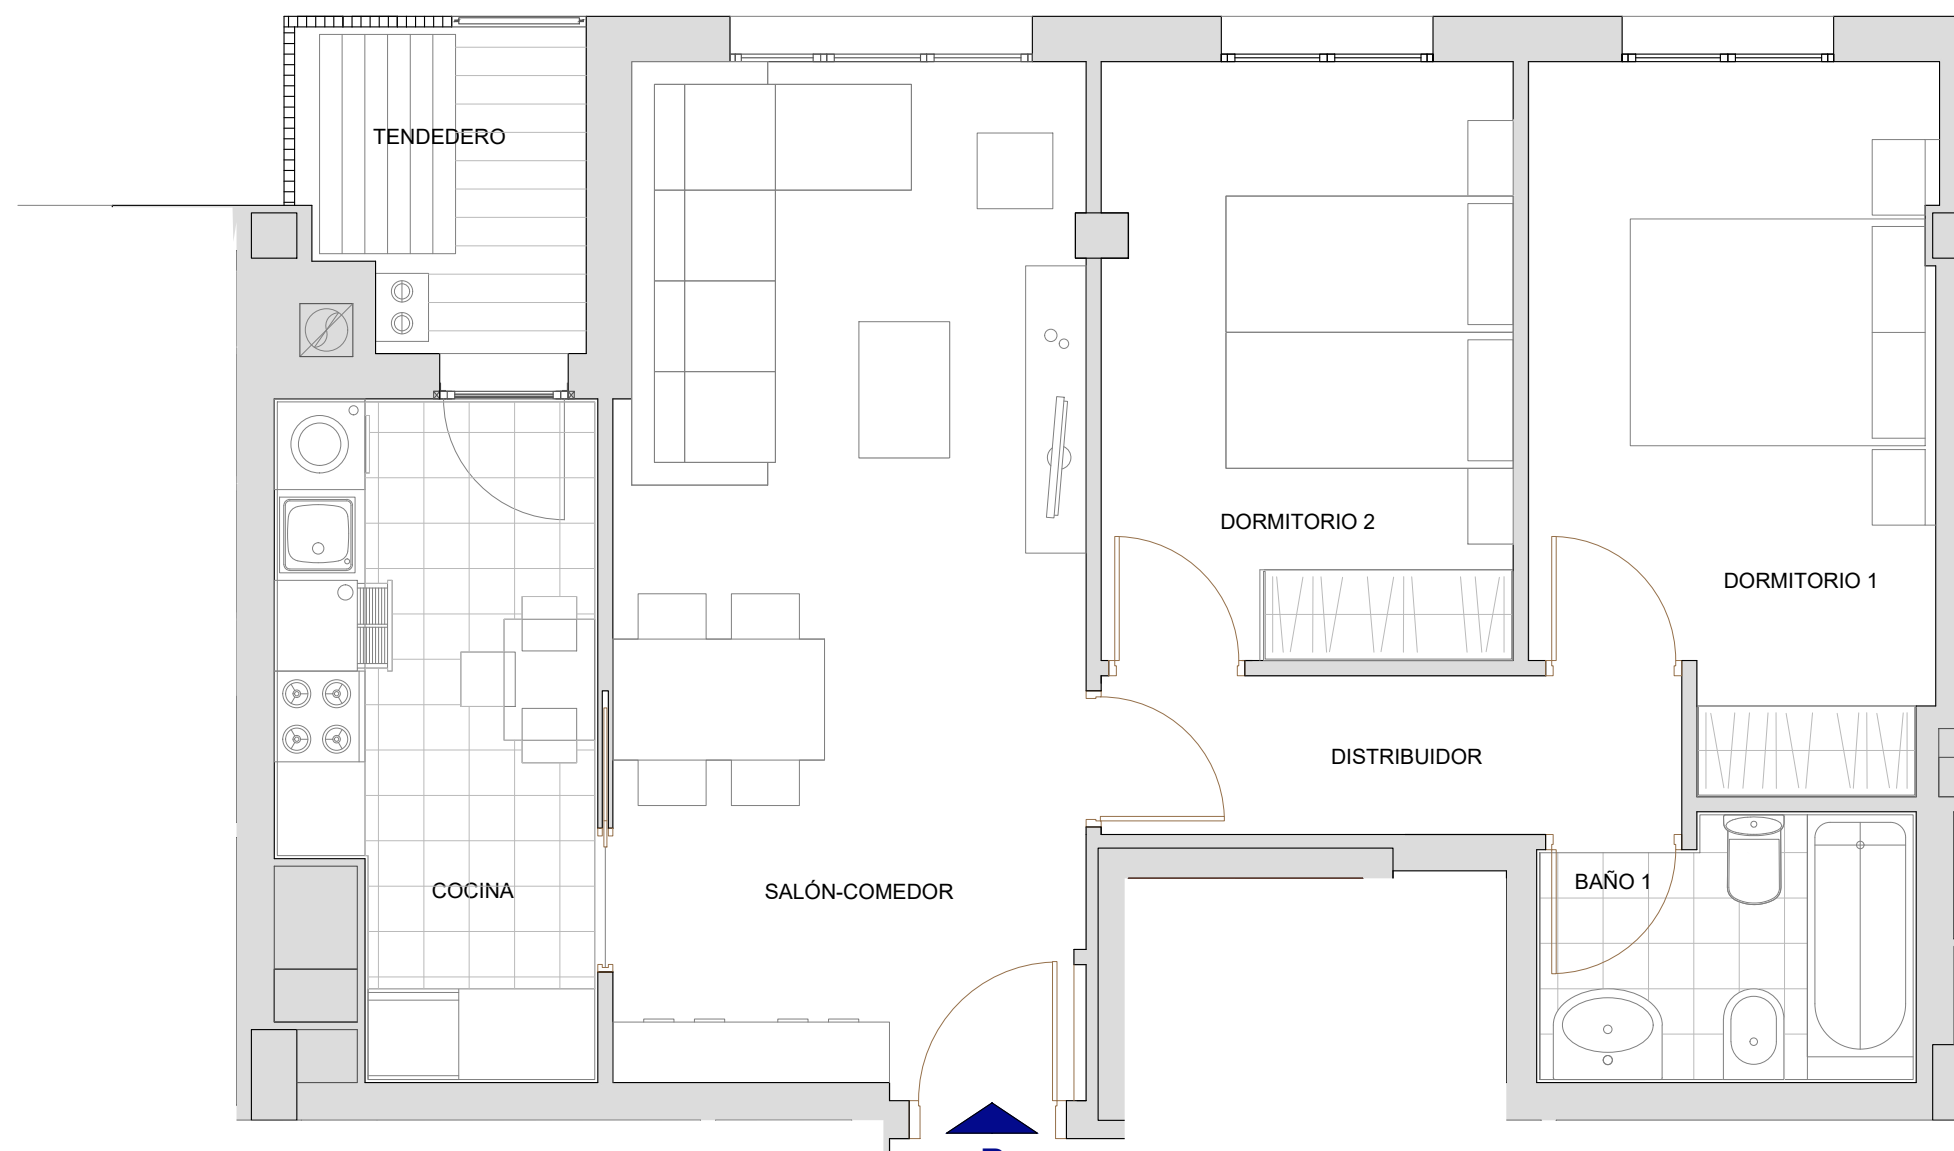 TENDEDERO
DORMITORIO 2
DORMITORIO 1
DISTRIBUIDOR
COCINA
SALÓN-COMEDOR
BAÑO 1